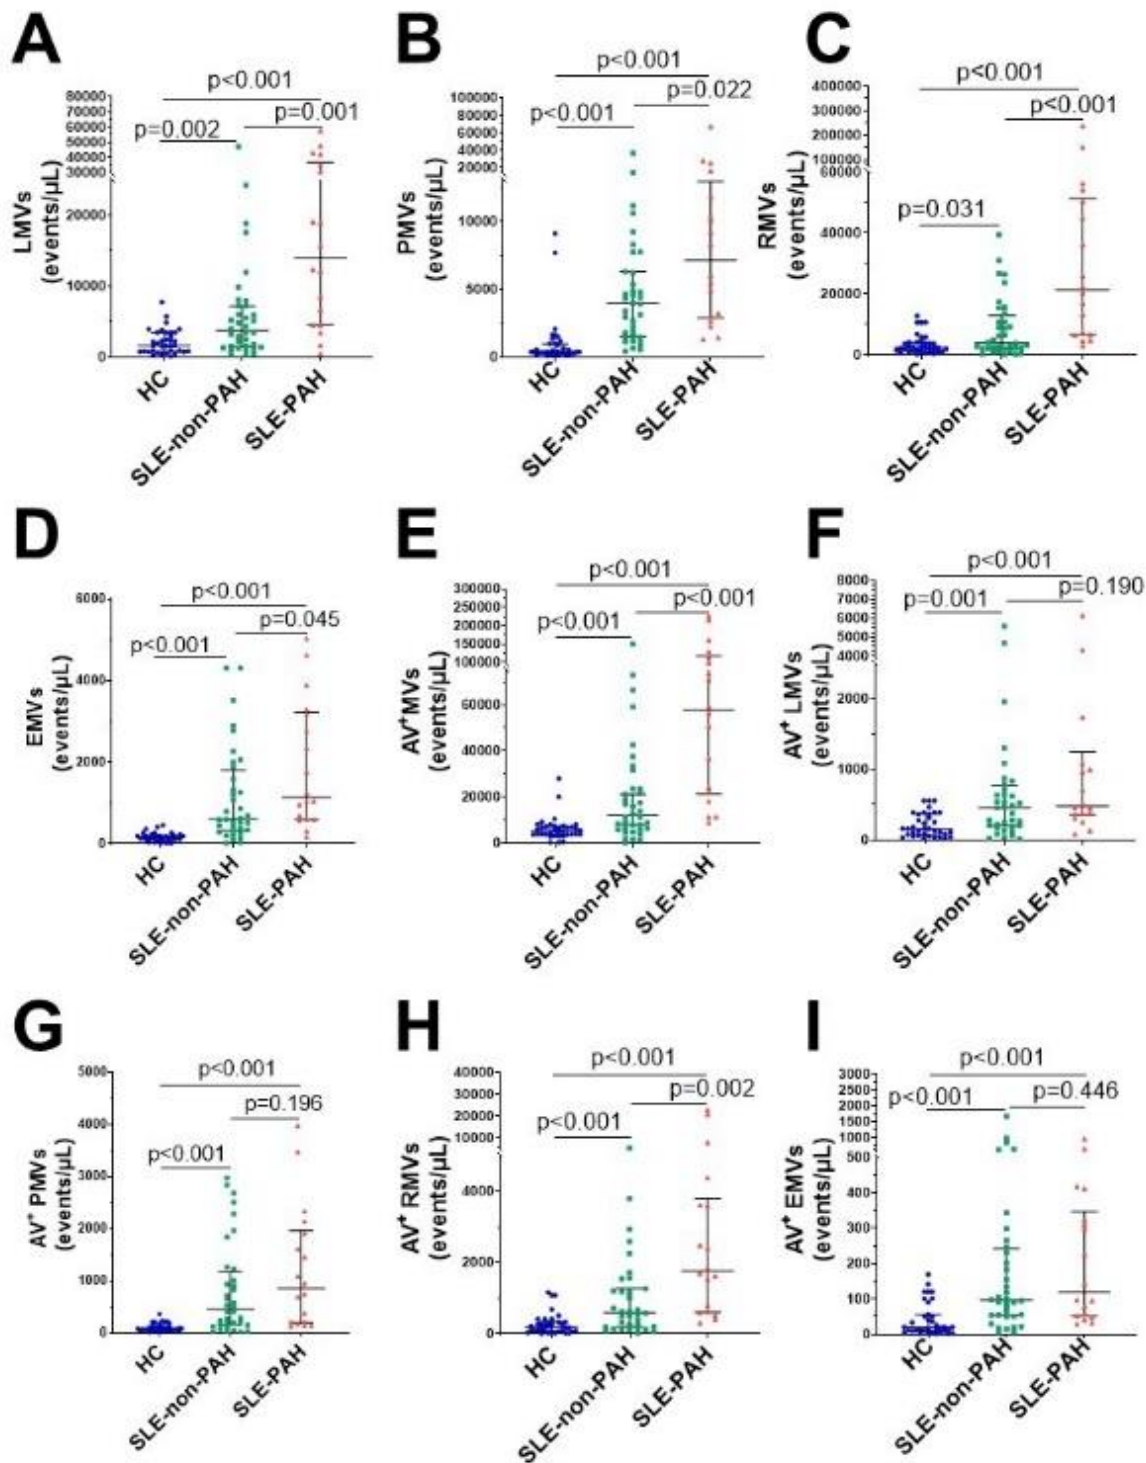 A
p<0.001
p=0.001
p=0.002
LMVs
(events/μL)
80000
70000
60000
50000
40000
30000
20000
10000
0
HC
SLE-non-PAH
SLE-PAH
B
p<0.001
p=0.022
p<0.001
PMVs
(events/μL)
100000
80000
60000
40000
20000
10000
5000
0
HC
SLE-non-PAH
SLE-PAH
C
p<0.001
p<0.001
p=0.031
RMVs
(events/μL)
400000
300000
200000
100000
60000
40000
20000
0
HC
SLE-non-PAH
SLE-PAH
D
p<0.001
p=0.045
p<0.001
EMVs
(events/μL)
6000
4000
2000
0
HC
SLE-non-PAH
SLE-PAH
E
p<0.001
p<0.001
p<0.001
AV⁺MVs
(events/μL)
300000
250000
200000
150000
100000
60000
40000
20000
0
HC
SLE-non-PAH
SLE-PAH
F
p<0.001
p=0.190
p=0.001
AV⁺ LMVs
(events/μL)
8000
7000
6000
5000
4000
2000
1000
0
HC
SLE-non-PAH
SLE-PAH
G
p<0.001
p=0.196
p<0.001
AV⁺ PMVs
(events/μL)
5000
4000
3000
2000
1000
0
HC
SLE-non-PAH
SLE-PAH
H
p<0.001
p=0.002
p<0.001
AV⁺ RMVs
(events/μL)
40000
30000
20000
10000
4000
2000
0
HC
SLE-non-PAH
SLE-PAH
I
p<0.001
p=0.446
p<0.001
AV⁺ EMVs
(events/μL)
3000
2500
2000
1500
1000
500
400
300
200
100
0
HC
SLE-non-PAH
SLE-PAH